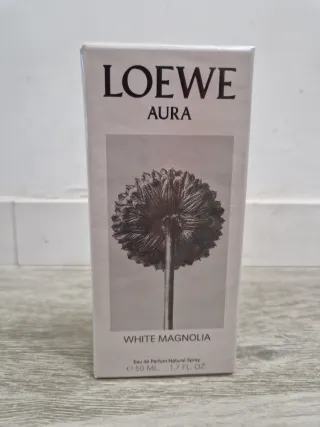 LOEWE
AURA
WHITE MAGNOLIA
Eau de Parfum Natural Spray
℮ 50 ML. 1.7 FL. OZ